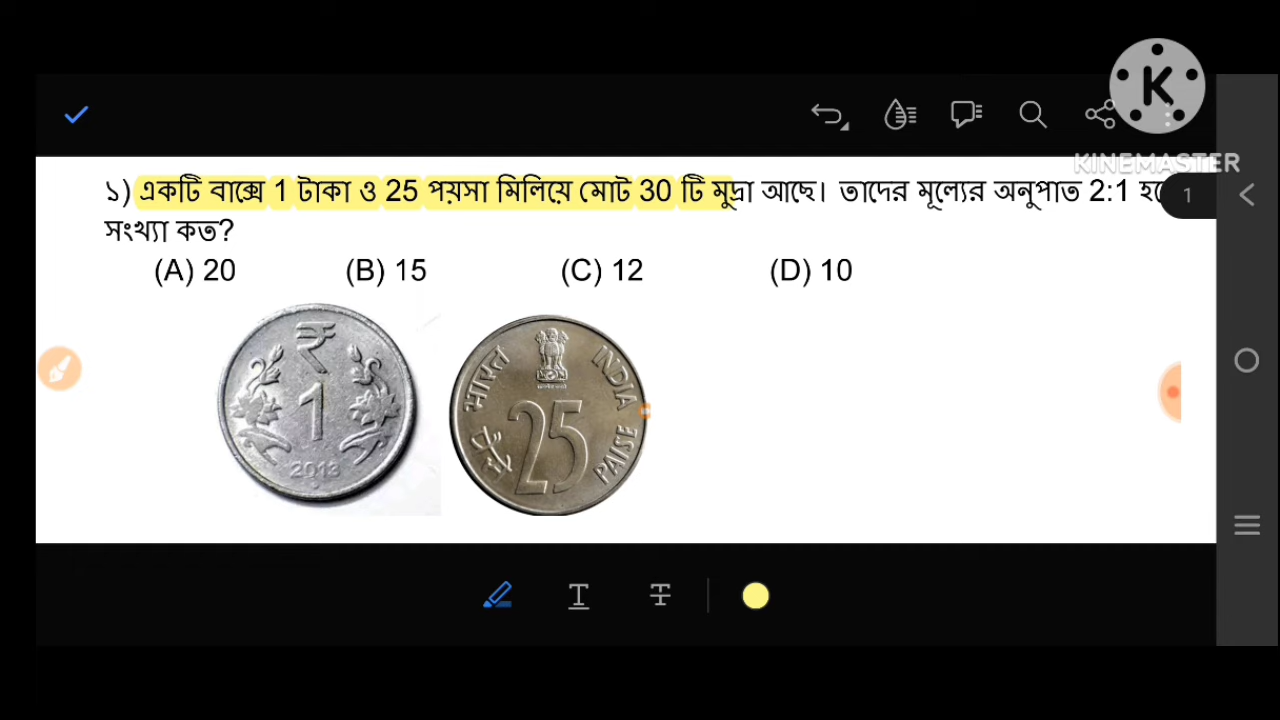 KINEMASTER
১) একটি বাক্সে 1 টাকা ও 25 পয়সা মিলিয়ে মোট 30 টি মুদ্রা আছে। তাদের মূল্যের অনুপাত 2:1
1
সংখ্যা কত?
(A) 20 (B) 15 (C) 12 (D) 10
₹
1
2013
भारत INDIA
25
PAISE